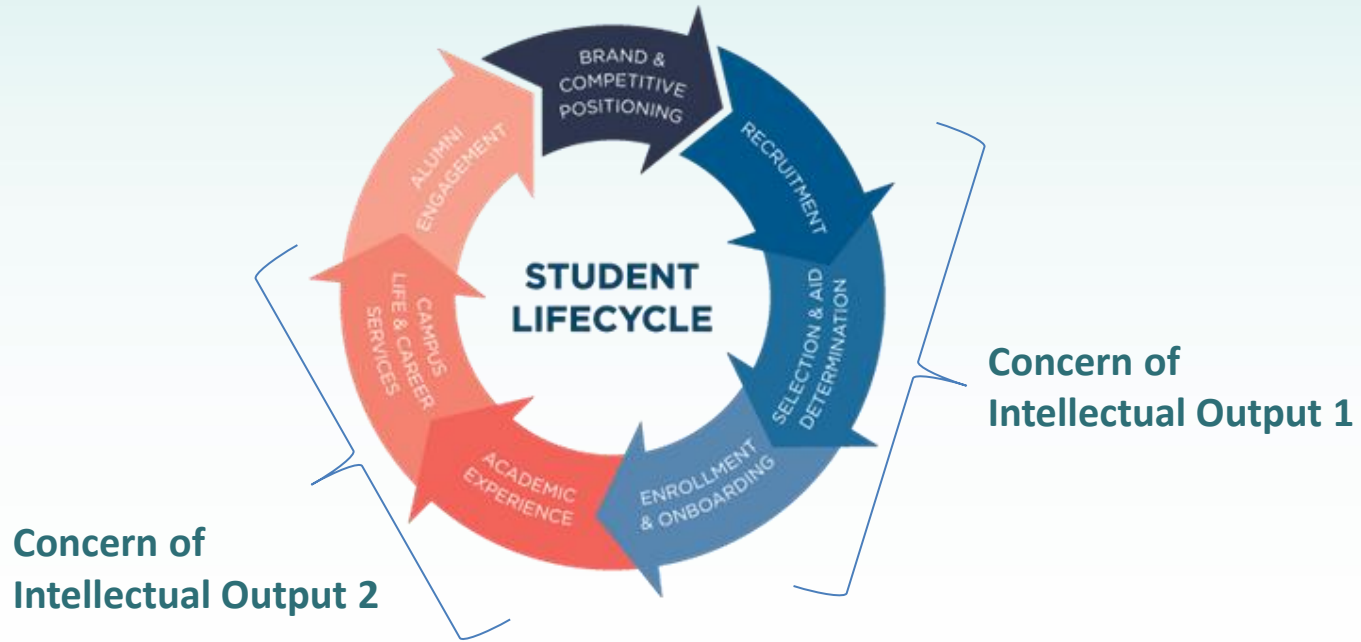 BRAND &
COMPETITIVE
POSITIONING
RECRUITMENT
SELECTION & AID
DETERMINATION
ENROLLMENT
& ONBOARDING
ACADEMIC
EXPERIENCE
CAMPUS
LIFE & CAREER
SERVICES
ALUMNI
ENGAGEMENT
STUDENT
LIFECYCLE
Concern of
Intellectual Output 1
Concern of
Intellectual Output 2